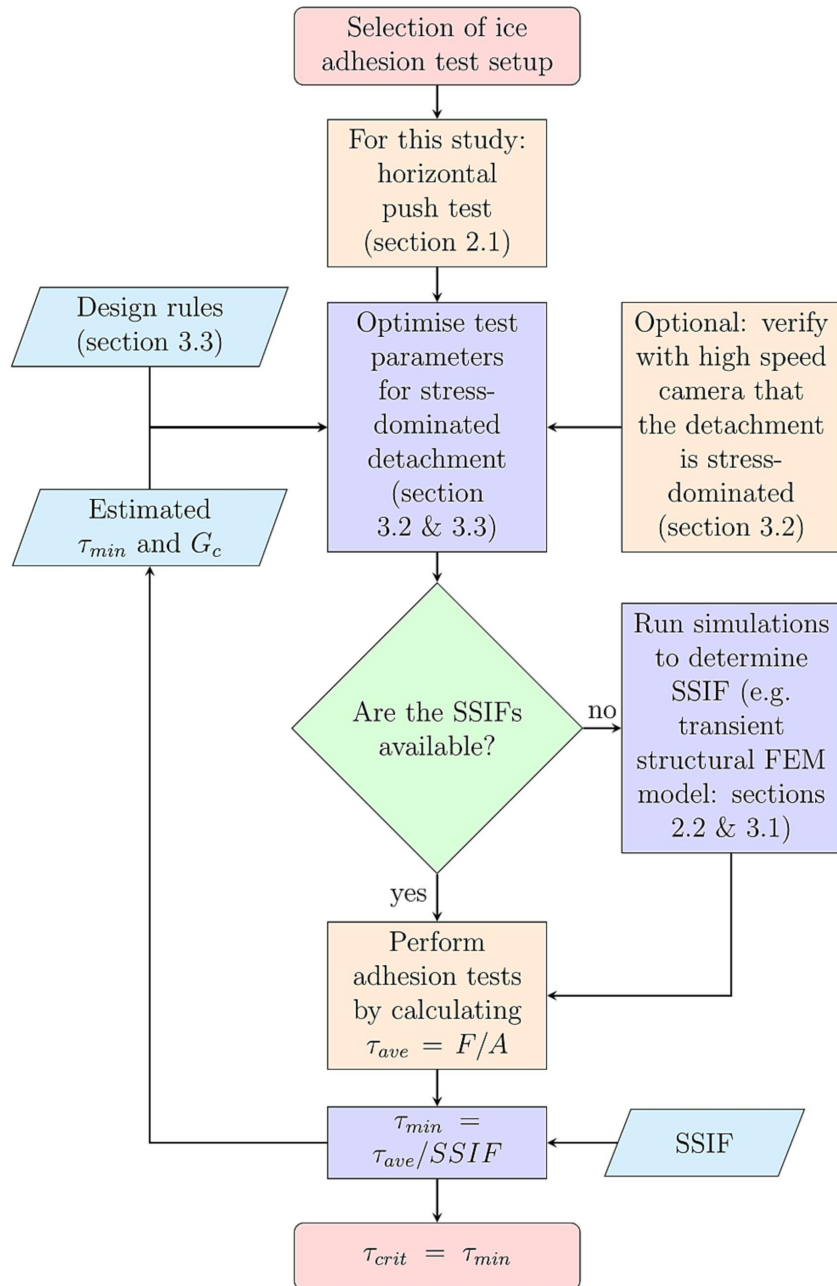 Selection of ice
adhesion test setup
For this study:
horizontal
push test
(section 2.1)
Design rules
(section 3.3)
Optimise test
parameters
for stress-
dominated
detachment
(section
3.2 & 3.3)
Optional: verify
with high speed
camera that
the detachment
is stress-
dominated
(section 3.2)
Estimated
τ_min and G_c
Are the SSIFs
available?
no
Run simulations
to determine
SSIF (e.g.
transient
structural FEM
model: sections
2.2 & 3.1)
yes
Perform
adhesion tests
by calculating
τ_ave = F/A
τ_min =
τ_ave/SSIF
SSIF
τ_crit = τ_min